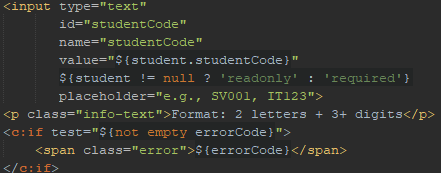 <input type="text"
id="studentCode"
name="studentCode"
value="${student.studentCode}"
${student != null ? 'readonly' : 'required'}
placeholder="e.g., SV001, IT123">
<p class="info-text">Format: 2 letters + 3+ digits</p>
<c:if test="${not empty errorCode}">
<span class="error">${errorCode}</span>
</c:if>